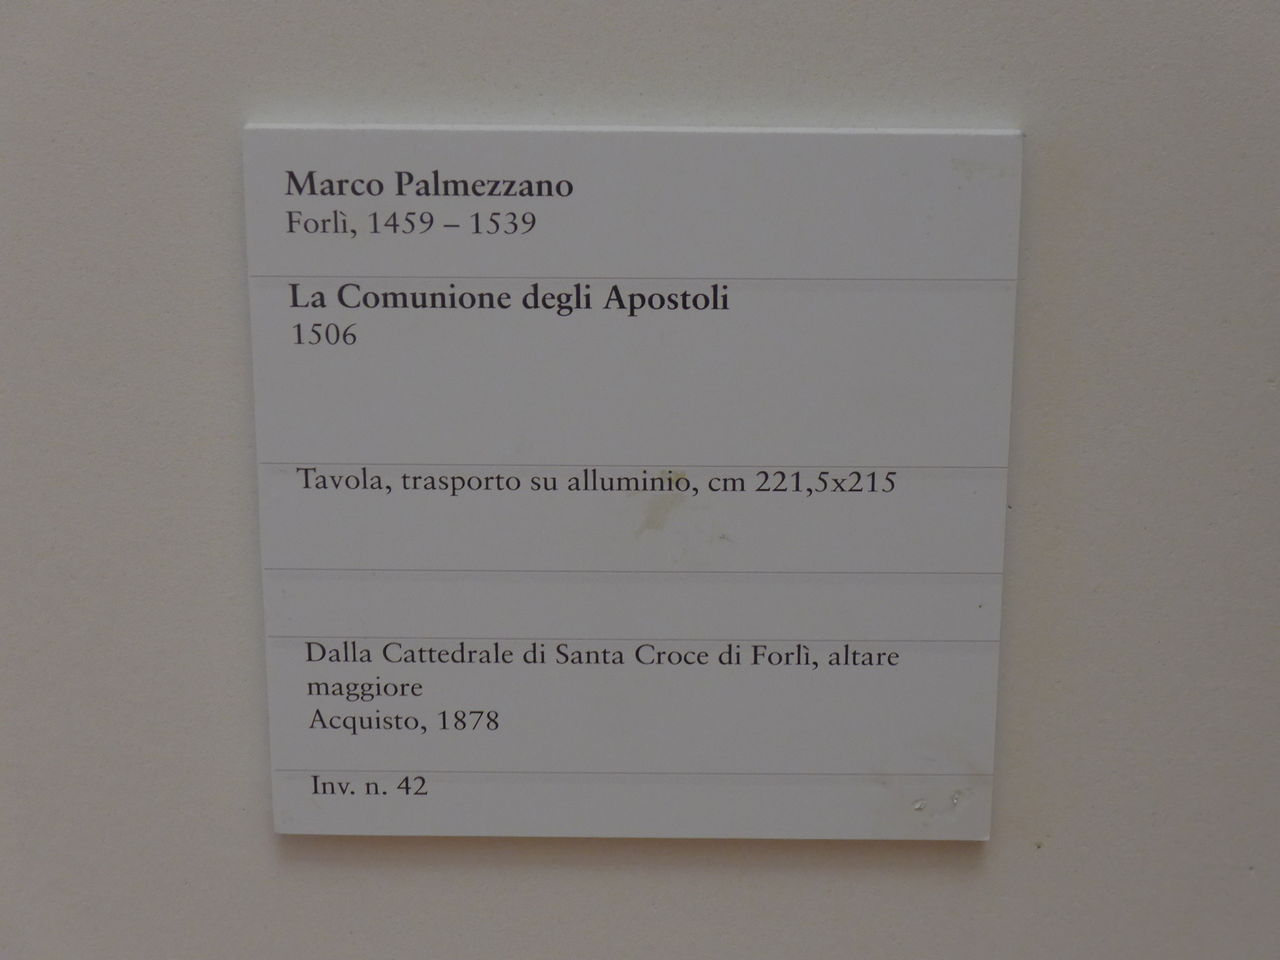 Marco Palmezzano
Forlì, 1459 – 1539
La Comunione degli Apostoli
1506
Tavola, trasporto su alluminio, cm 221,5x215
Dalla Cattedrale di Santa Croce di Forlì, altare
maggiore
Acquisto, 1878
Inv. n. 42